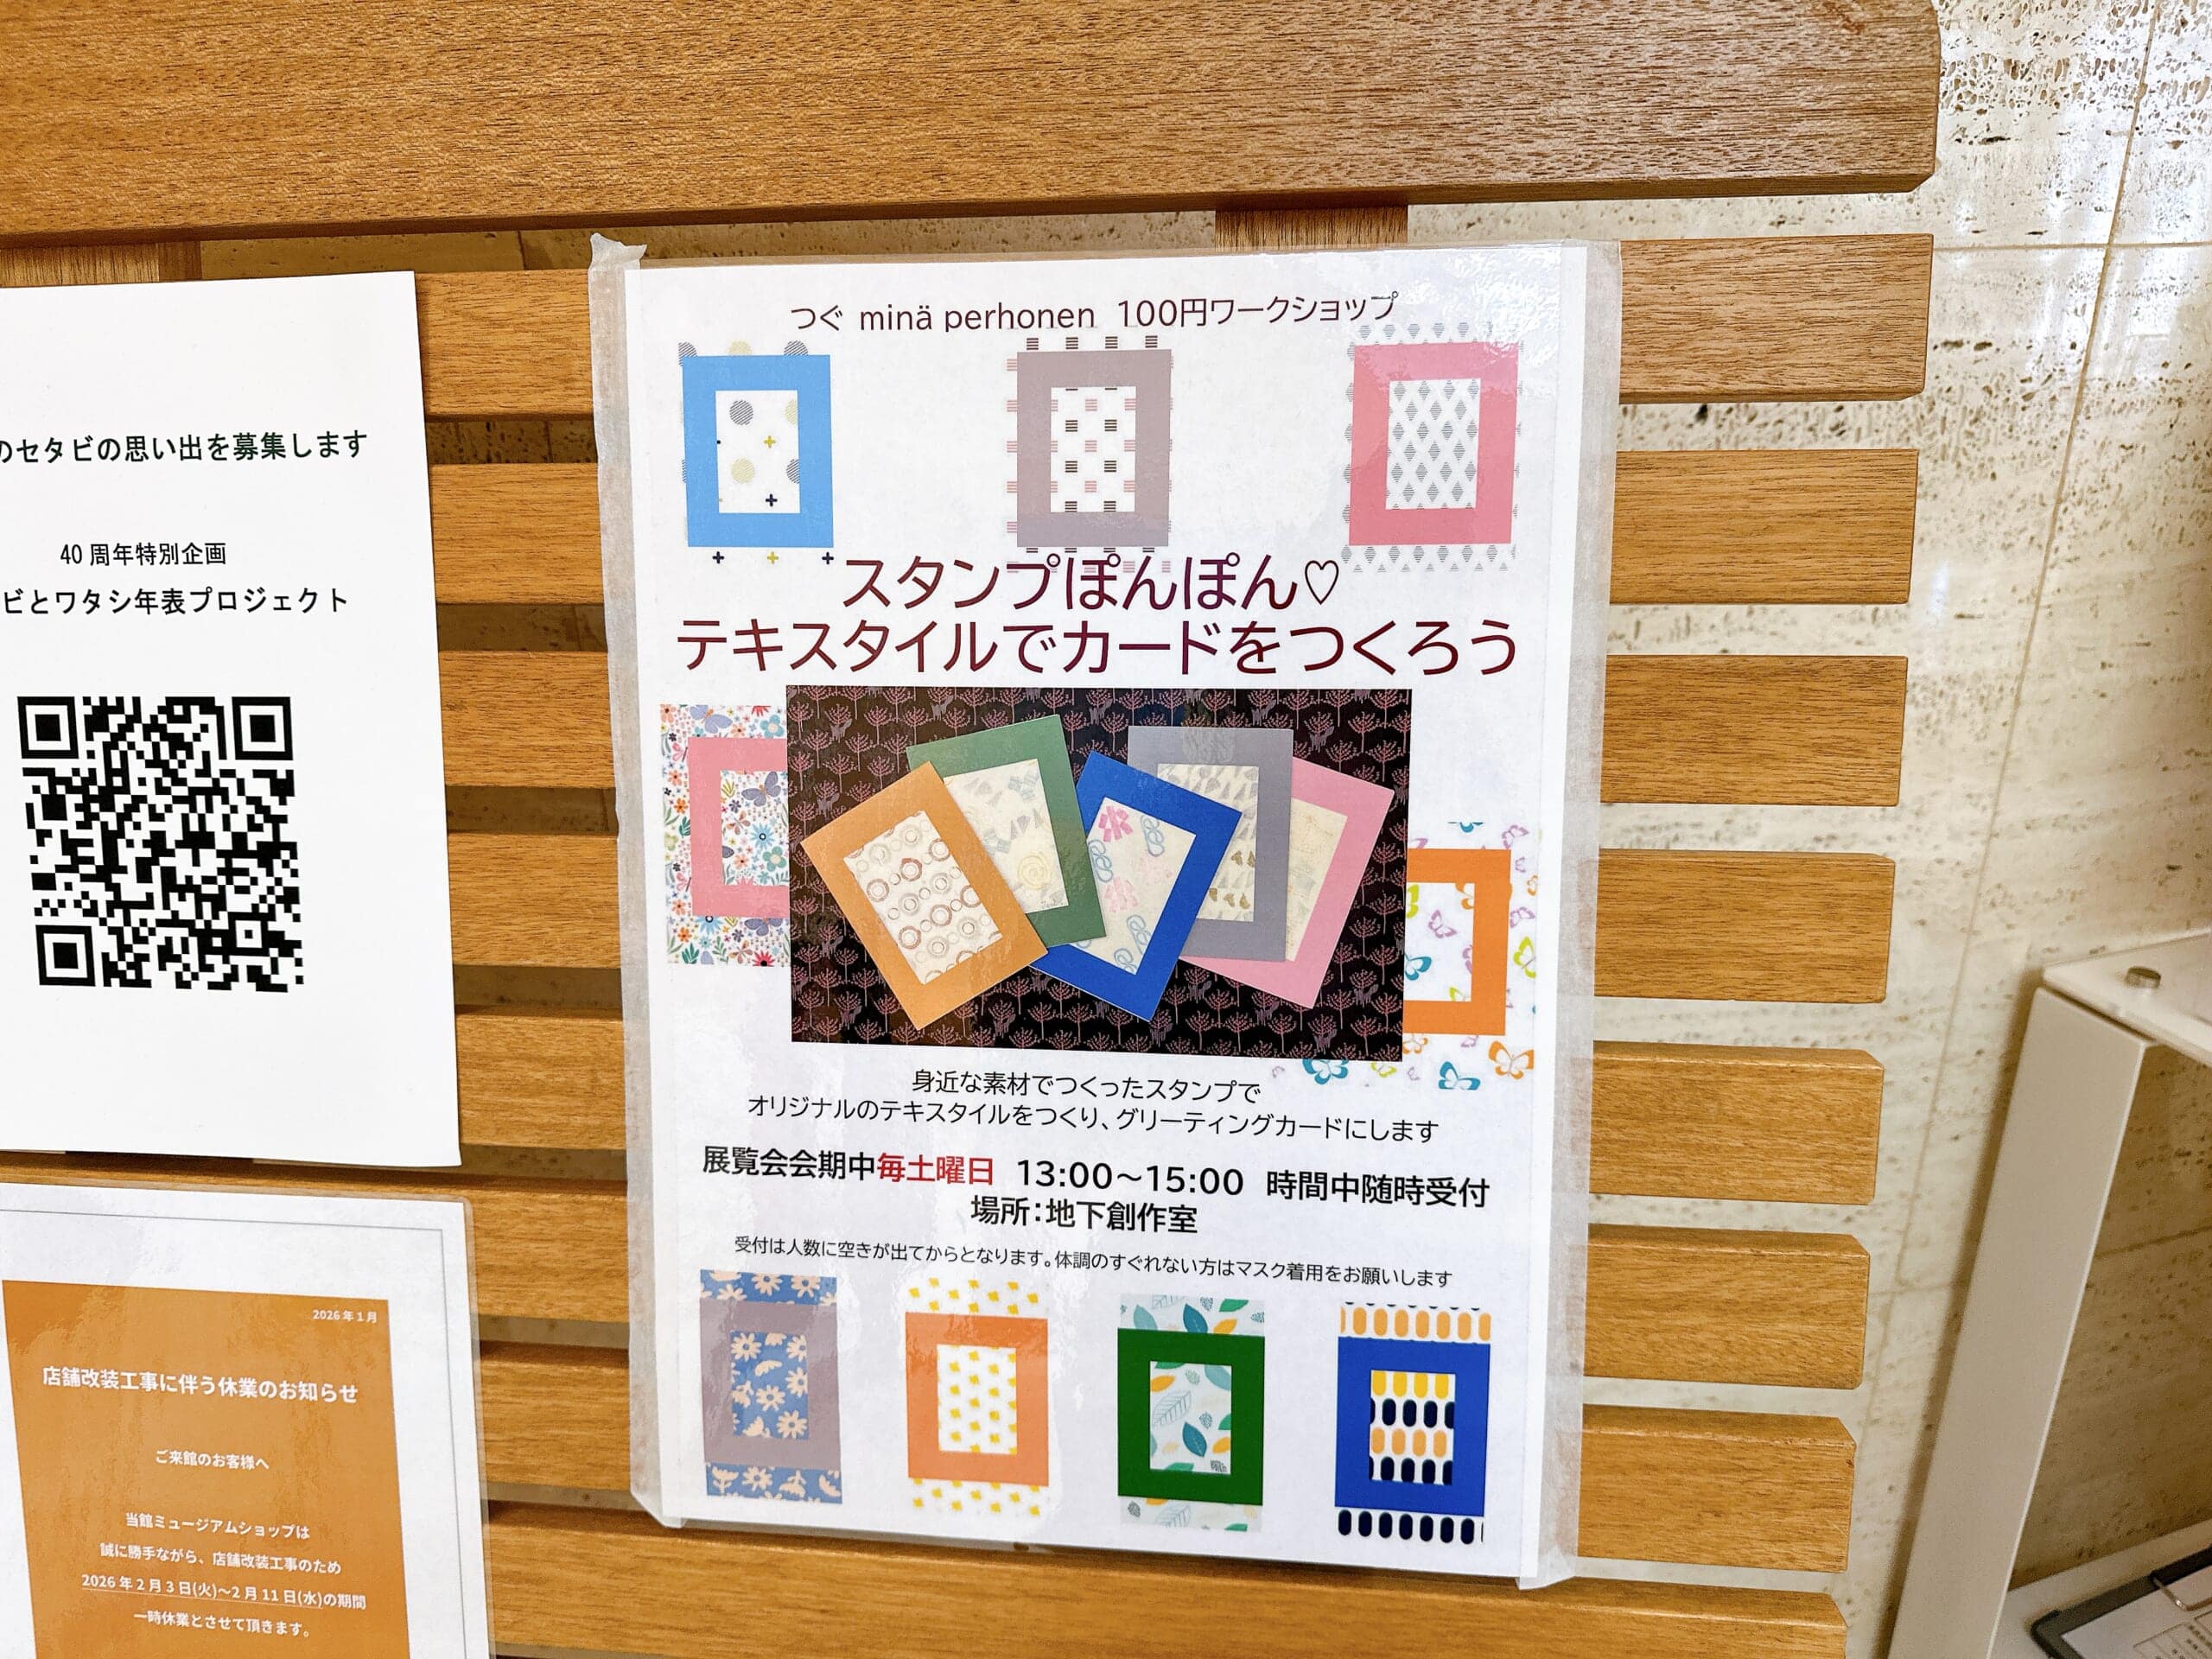 のセタビの思い出を募集します
40 周年特別企画
ビとワタシ年表プロジェクト
2026 年 1 月
店舗改装工事に伴う休業のお知らせ
ご来館のお客様へ
当館ミュージアムショップは
誠に勝手ながら、店舗改装工事のため
2026 年 2 月 3 日(火)～2 月 11 日(水)の期間
一時休業とさせて頂きます。
つぐ minä perhonen 100円ワークショップ
スタンプぽんぽん♡
テキスタイルでカードをつくろう
身近な素材でつくったスタンプで
オリジナルのテキスタイルをつくり、グリーティングカードにします
展覧会会期中毎土曜日 13:00～15:00 時間中随時受付
場所：地下創作室
受付は人数に空きが出てからとなります。体調のすぐれない方はマスク着用をお願いします